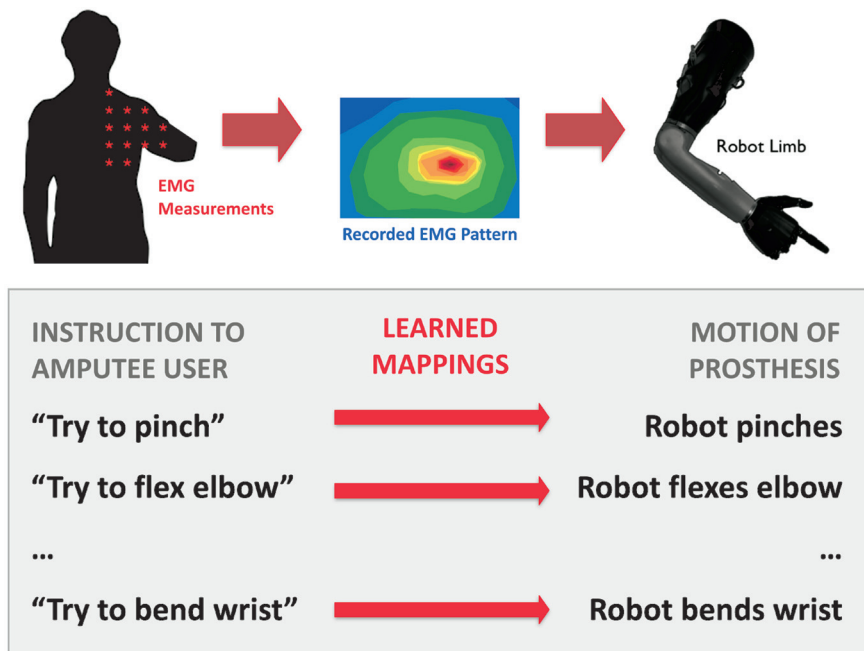 EMG
Measurements
Recorded EMG Pattern
Robot Limb
INSTRUCTION TO
AMPUTEE USER
LEARNED
MAPPINGS
MOTION OF
PROSTHESIS
“Try to pinch”
Robot pinches
“Try to flex elbow”
Robot flexes elbow
...
...
“Try to bend wrist”
Robot bends wrist